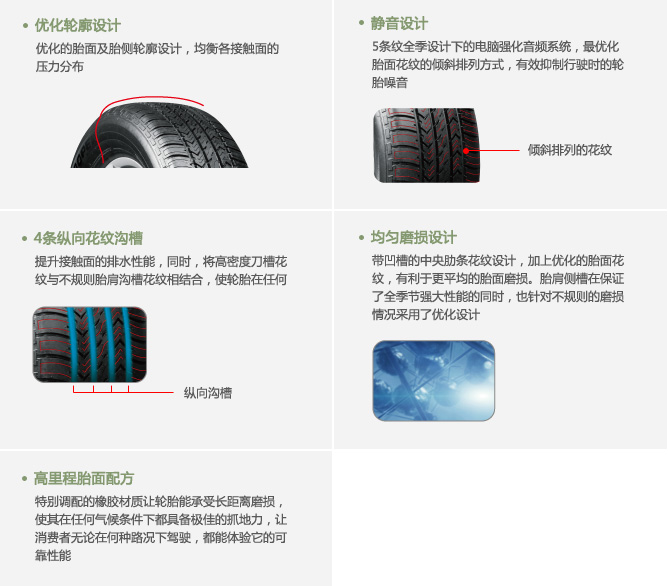 优化轮廓设计
优化的胎面及胎侧轮廓设计，均衡各接触面的
压力分布
静音设计
5条纹全季设计下的电脑强化音频系统，最优化
胎面花纹的倾斜排列方式，有效抑制行驶时的轮
胎噪音
倾斜排列的花纹
4条纵向花纹沟槽
提升接触面的排水性能，同时，将高密度刀槽花
纹与不规则胎肩沟槽花纹相结合，使轮胎在任何
纵向沟槽
均匀磨损设计
带凹槽的中央肋条花纹设计，加上优化的胎面花
纹，有利于更平均的胎面磨损。胎肩侧槽在保证
了全季节强大性能的同时，也针对不规则的磨损
情况采用了优化设计
高里程胎面配方
特别调配的橡胶材质让轮胎能承受长距离磨损，
使其在任何气候条件下都具备极佳的抓地力，让
消费者无论在何种路况下驾驶，都能体验它的可
靠性能